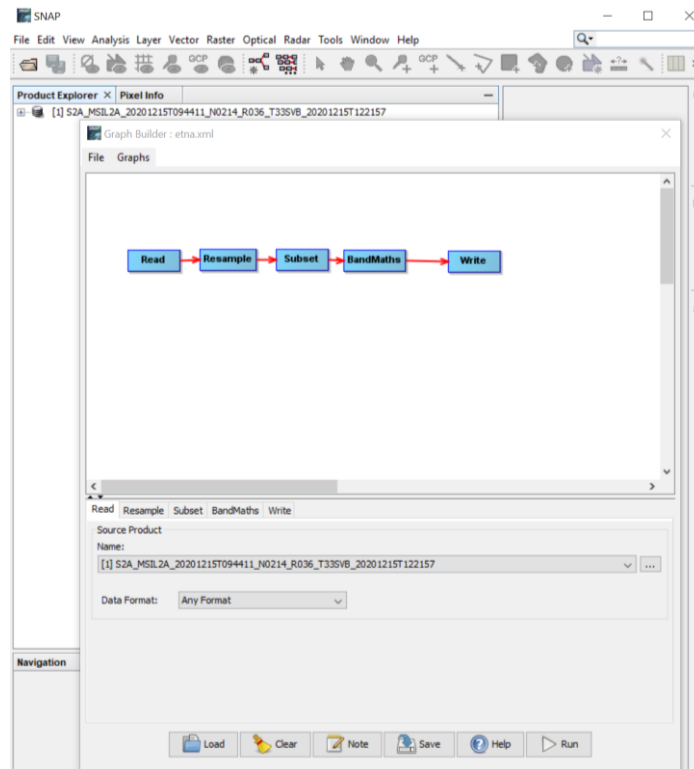 SNAP
File Edit View Analysis Layer Vector Raster Optical Radar Tools Window Help
GCP GCP
Product Explorer × Pixel Info
[1] S2A_MSIL2A_20201215T094411_N0214_R036_T33SVB_20201215T122157
Graph Builder : etna.xml
File Graphs
Read Resample Subset BandMaths Write
Read Resample Subset BandMaths Write
Source Product
Name:
[1] S2A_MSIL2A_20201215T094411_N0214_R036_T33SVB_20201215T122157
...
Data Format: Any Format
Navigation
Load Clear Note Save Help Run